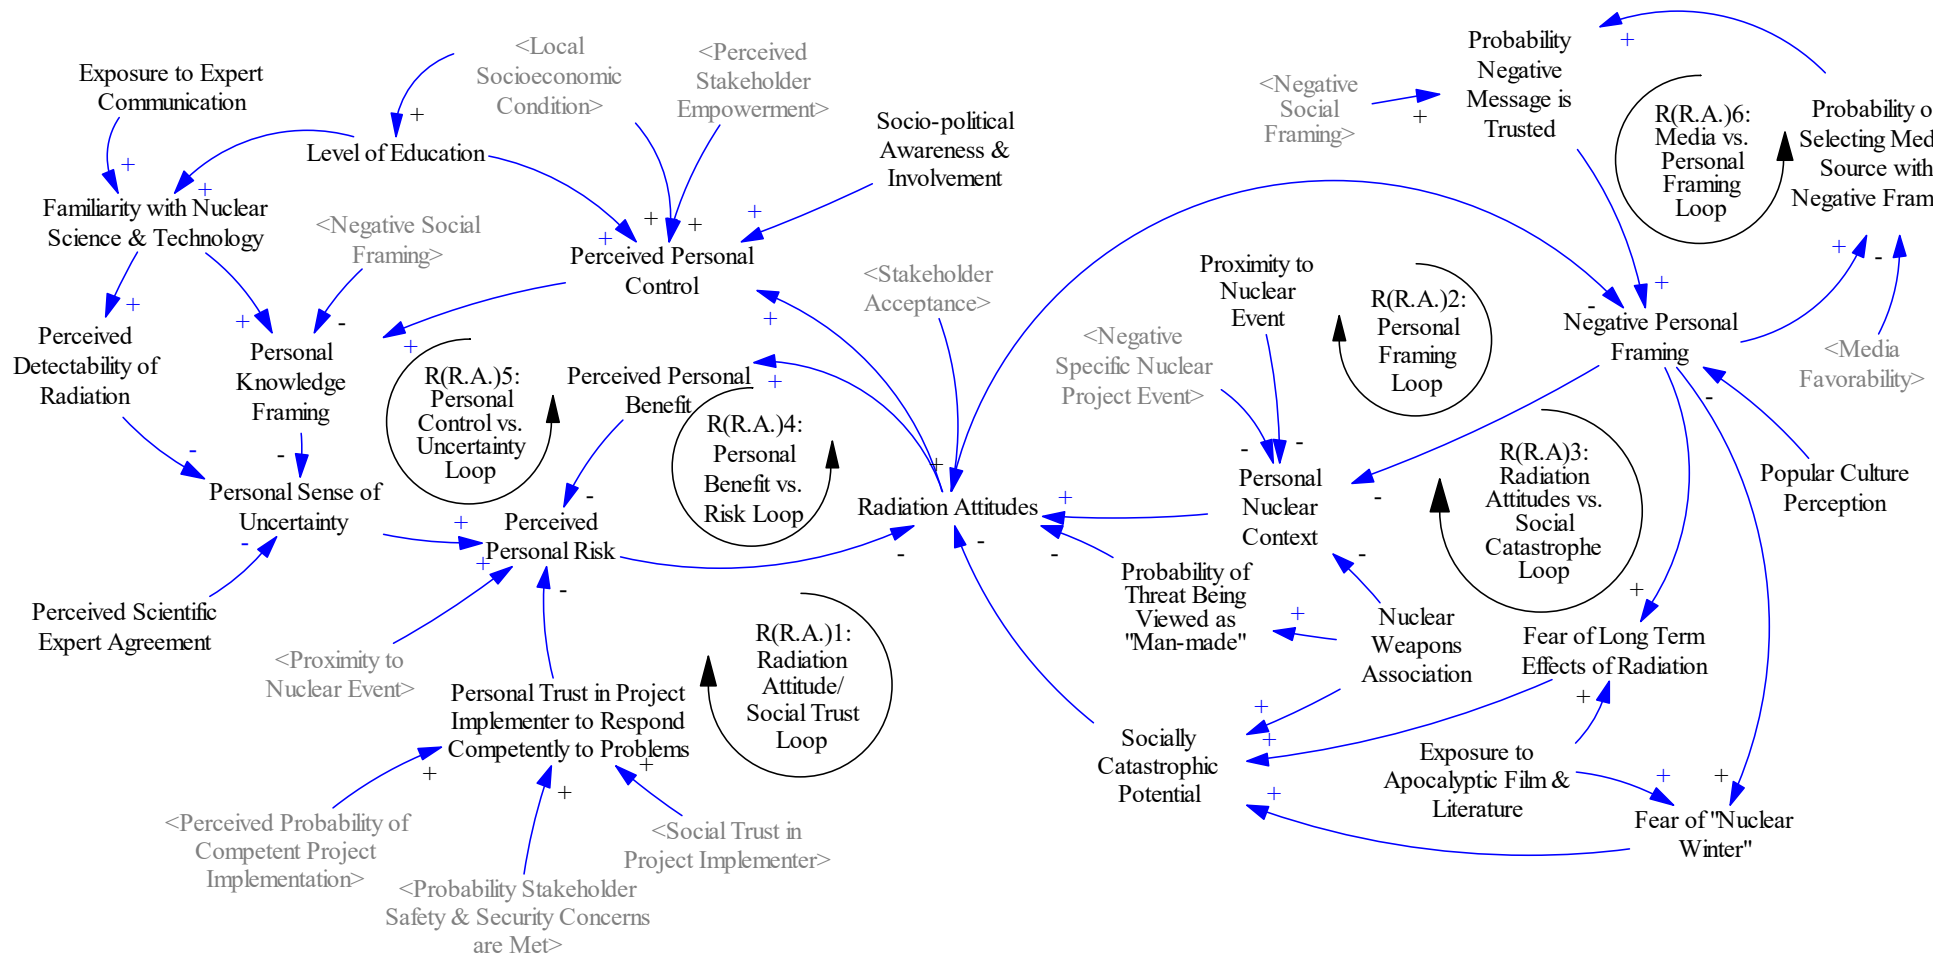 Exposure to Expert
Communication
<Local
Socioeconomic
Condition>
<Perceived
Stakeholder
Empowerment>
Socio-political
Awareness &
Involvement
Level of Education
Familiarity with Nuclear
Science & Technology
<Negative Social
Framing>
Perceived Personal
Control
<Stakeholder
Acceptance>
Perceived
Detectability of
Radiation
Personal
Knowledge
Framing
R(R.A.)5:
Personal
Control vs.
Uncertainty
Loop
Perceived Personal
Benefit
R(R.A.)4:
Personal
Benefit vs.
Risk Loop
Personal Sense of
Uncertainty
Perceived
Personal Risk
Radiation Attitudes
Perceived Scientific
Expert Agreement
<Proximity to
Nuclear Event>
Personal Trust in Project
Implementer to Respond
Competently to Problems
R(R.A.)1:
Radiation
Attitude/
Social Trust
Loop
<Perceived Probability of
Competent Project
Implementation>
<Probability Stakeholder
Safety & Security Concerns
are Met>
<Social Trust in
Project Implementer>
<Negative
Social
Framing>
Probability
Negative
Message is
Trusted
R(R.A.)6:
Media vs.
Personal
Framing
Loop
Probability o
Selecting Med
Source with
Negative Fram
Proximity to
Nuclear
Event
R(R.A.)2:
Personal
Framing
Loop
Negative Personal
Framing
<Media
Favorability>
<Negative
Specific Nuclear
Project Event>
Personal
Nuclear
Context
R(R.A)3:
Radiation
Attitudes vs.
Social
Catastrophe
Loop
Popular Culture
Perception
Probability of
Threat Being
Viewed as
"Man-made"
Nuclear
Weapons
Association
Fear of Long Term
Effects of Radiation
Socially
Catastrophic
Potential
Exposure to
Apocalyptic Film &
Literature
Fear of "Nuclear
Winter"